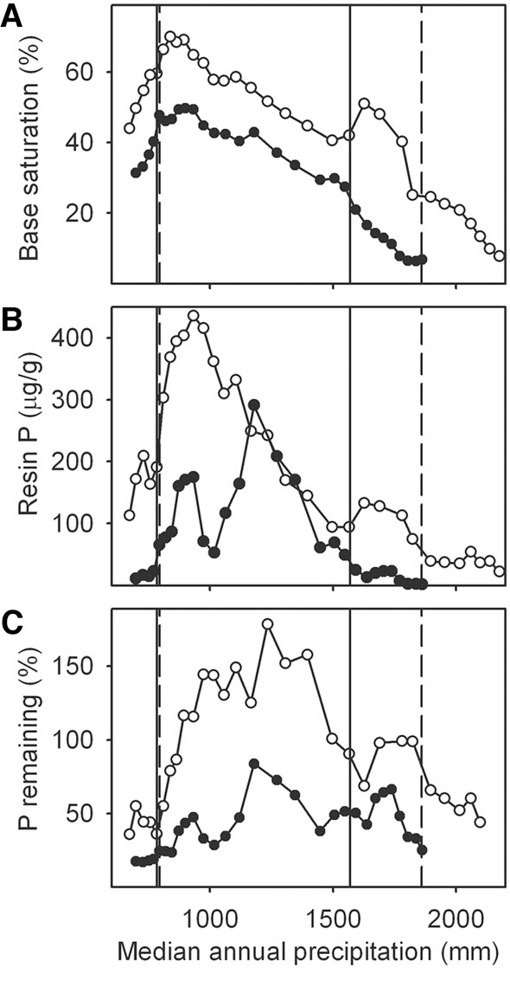 A
Base saturation (%)
60
40
20
B
Resin P (µg/g)
400
300
200
100
C
P remaining (%)
150
100
50
1000 1500 2000
Median annual precipitation (mm)